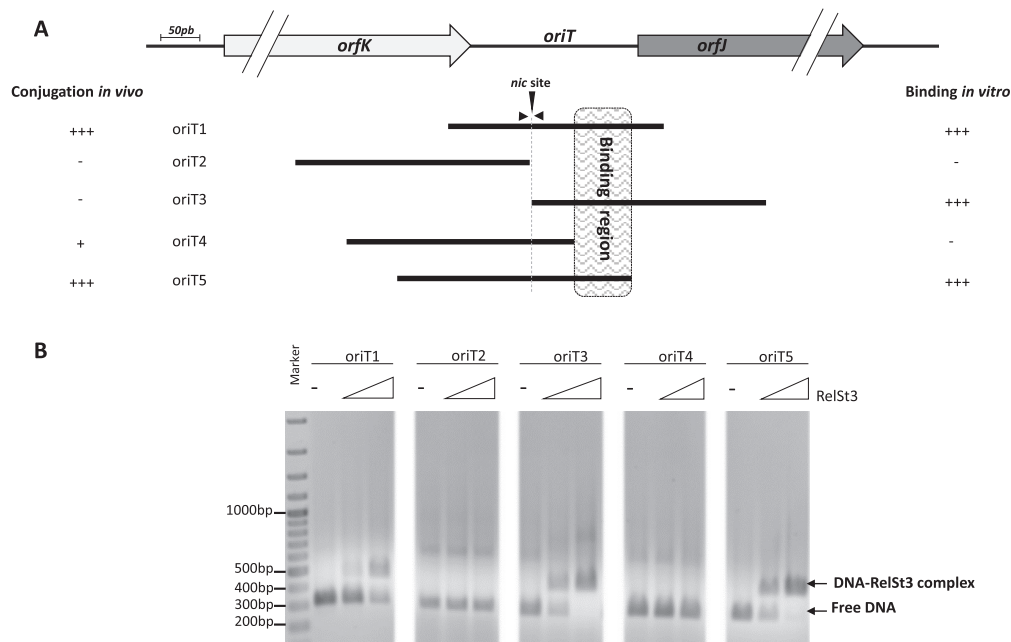 A
50pb
orfK
oriT
orfJ
Conjugation in vivo
nic site
Binding in vitro
+++ oriT1 +++
- oriT2 -
- oriT3 +++
+ oriT4 -
+++ oriT5 +++
Binding region
B
Marker
oriT1 oriT2 oriT3 oriT4 oriT5
- - - - - RelSt3
1000bp
500bp
400bp
300bp
200bp
DNA-RelSt3 complex
Free DNA